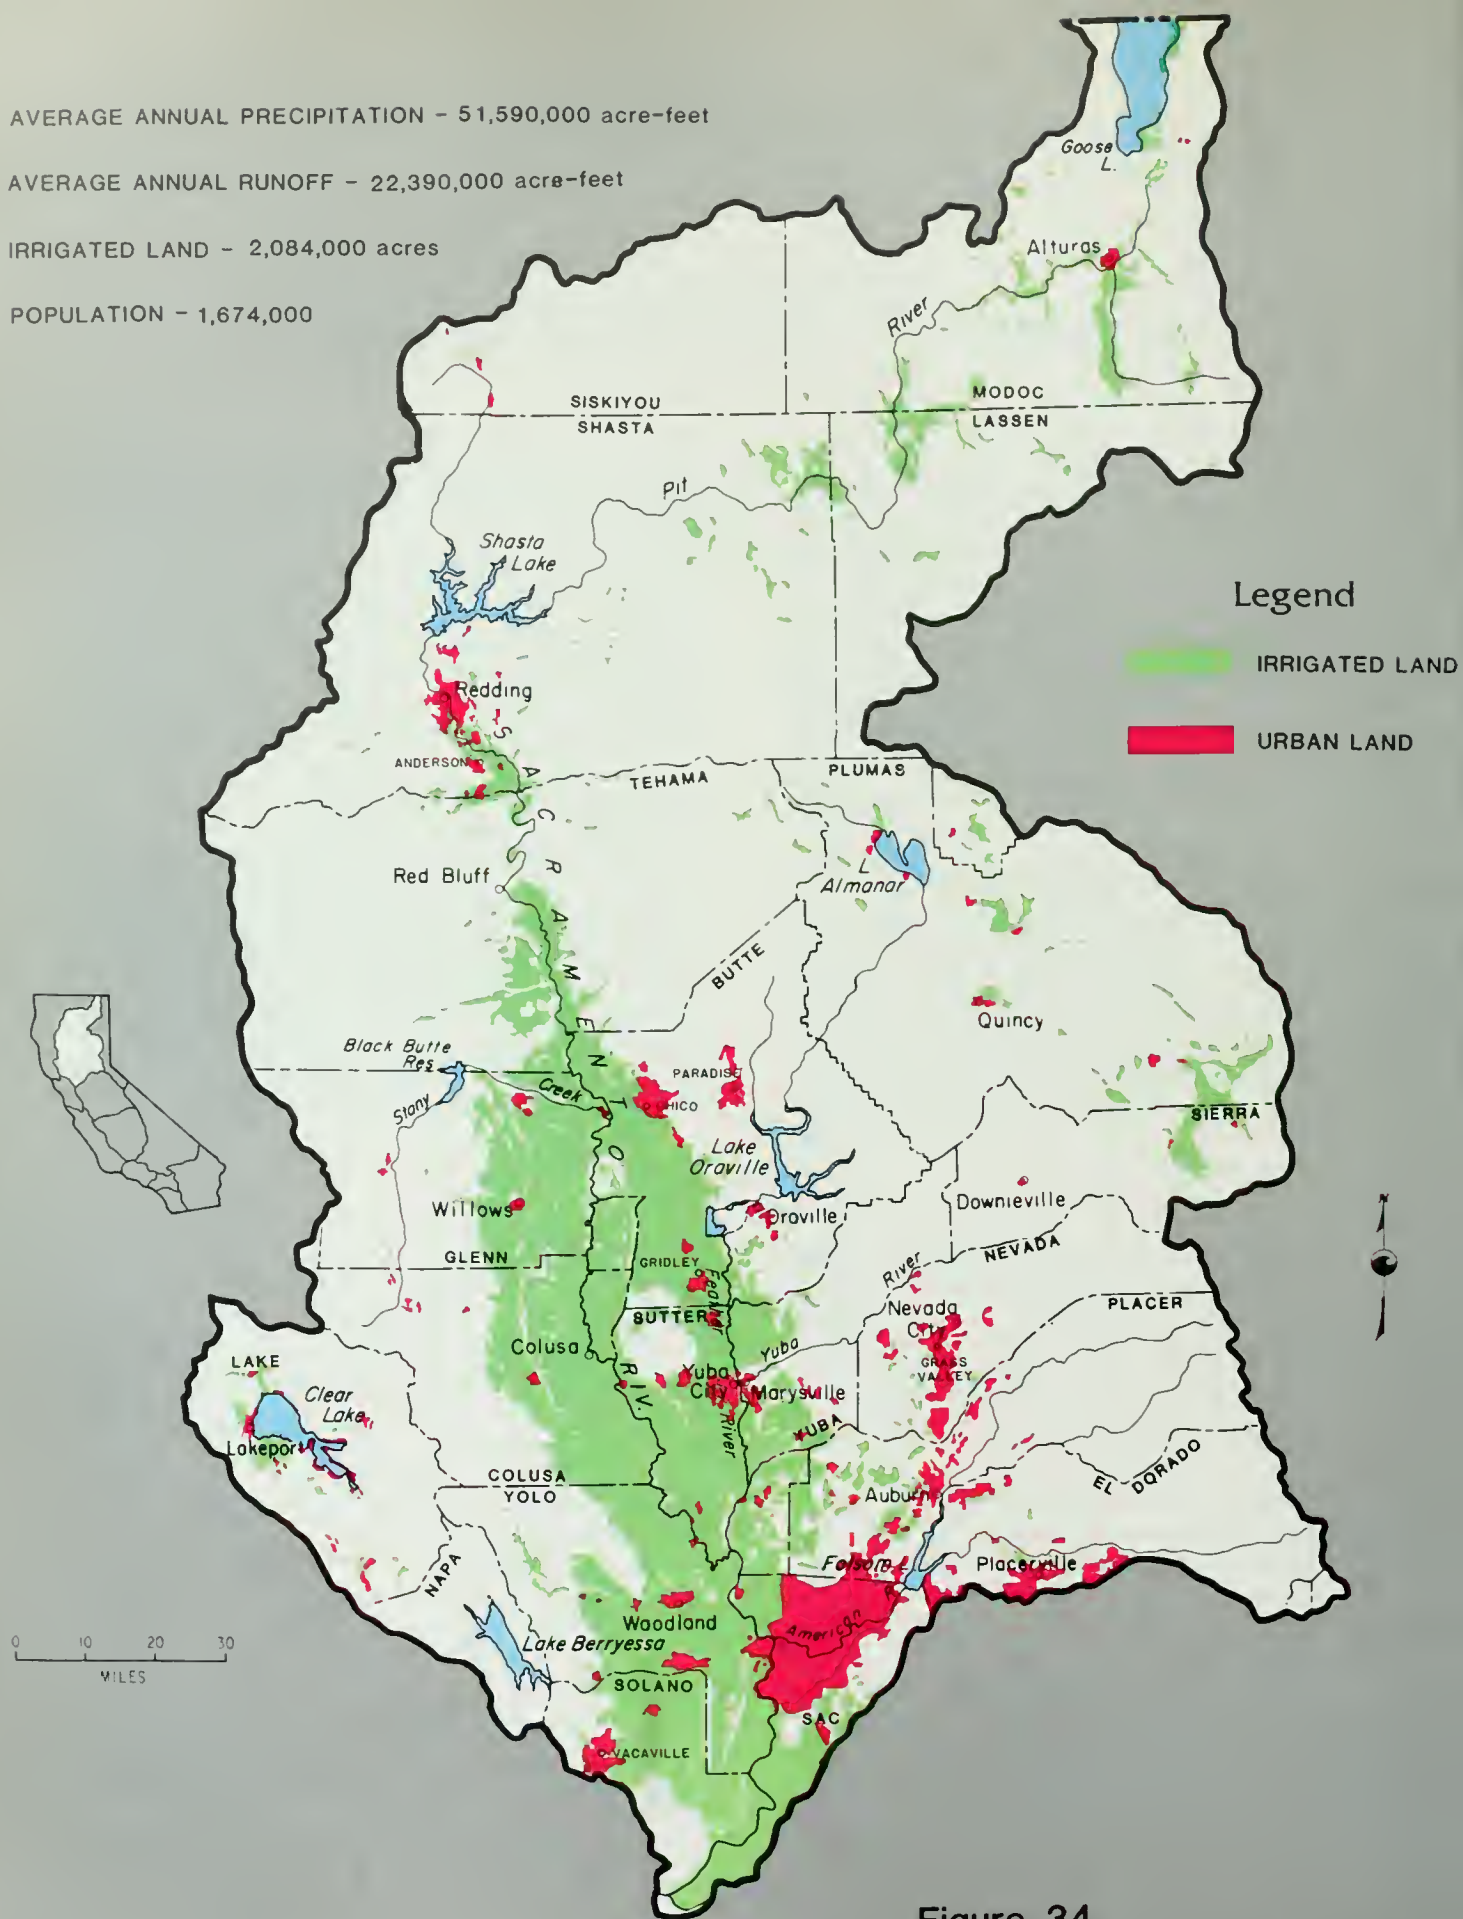 AVERAGE ANNUAL PRECIPITATION - 51,590,000 acre-feet
AVERAGE ANNUAL RUNOFF - 22,390,000 acre-feet
IRRIGATED LAND - 2,084,000 acres
POPULATION - 1,674,000
Goose
L.
Alturas
River
SISKIYOU
MODOC
SHASTA
LASSEN
Pit
Shasta
Lake
Legend
IRRIGATED LAND
URBAN LAND
Redding
ANDERSON
TEHAMA
PLUMAS
SACRAMENTO RIV.
Red Bluff
L
Almanor
BUTTE
Quincy
Black Butte
Res
Stony
Creek
PARADISE
CHICO
SIERRA
Lake
Oroville
Willows
Oroville
Downieville
GLENN
GRIDLEY
Feather
River
River
NEVADA
SUTTER
Nevada
City
PLACER
Colusa
Yuba
GRASS
VALLEY
LAKE
Yuba
City
Marysville
Clear
Lake
Lakeport
YUBA
COLUSA
YOLO
Auburn
EL DORADO
NAPA
Folsom L.
Placerville
Woodland
American
R
Lake Berryessa
SOLANO
SAC
VACAVILLE
0 10 20 30
MILES
N
Figure 34